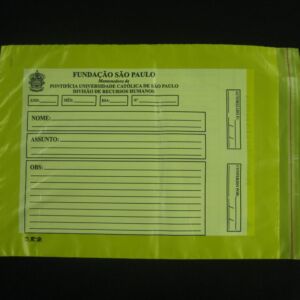 FUNDAÇÃO SÃO PAULO
Mantenedora da
PONTIFÍCIA UNIVERSIDADE CATÓLICA DE SÃO PAULO
DIVISÃO DE RECURSOS HUMANOS
MÊS:
DIA:
Nº
NOME:
ASSUNTO:
OBS: